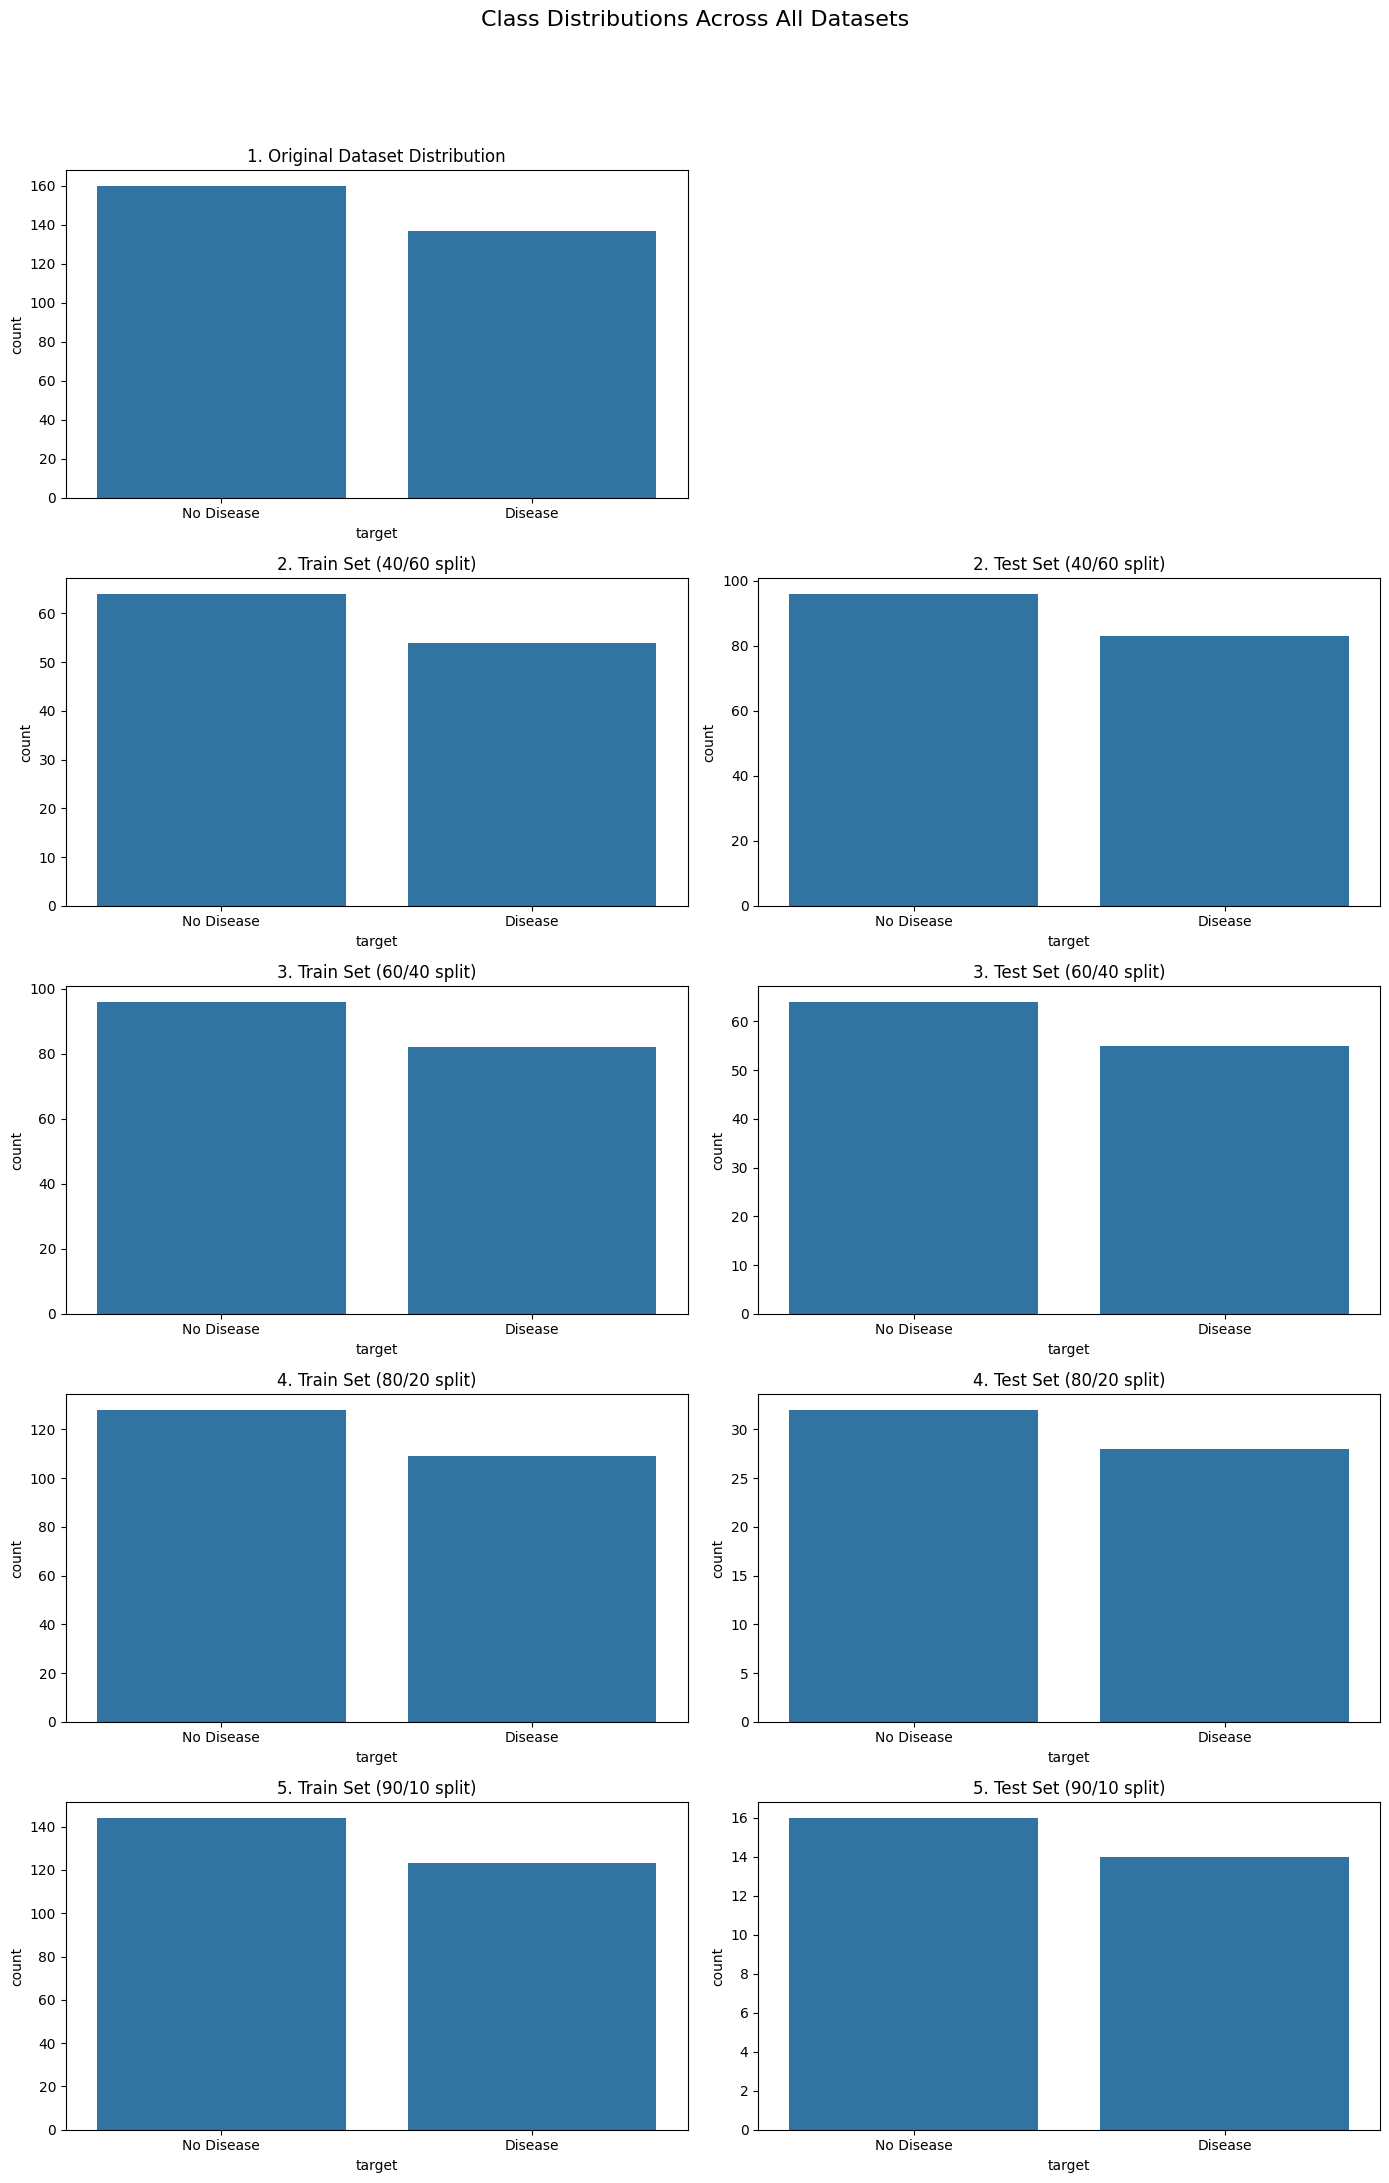 Class Distributions Across All Datasets
1. Original Dataset Distribution
160
140
120
100
80
60
40
20
0
count
No Disease
Disease
target
2. Train Set (40/60 split)
60
50
40
30
20
10
0
count
No Disease
Disease
target
2. Test Set (40/60 split)
100
80
60
40
20
0
count
No Disease
Disease
target
3. Train Set (60/40 split)
100
80
60
40
20
0
count
No Disease
Disease
target
3. Test Set (60/40 split)
60
50
40
30
20
10
0
count
No Disease
Disease
target
4. Train Set (80/20 split)
120
100
80
60
40
20
0
count
No Disease
Disease
target
4. Test Set (80/20 split)
30
25
20
15
10
5
0
count
No Disease
Disease
target
5. Train Set (90/10 split)
140
120
100
80
60
40
20
0
count
No Disease
Disease
target
5. Test Set (90/10 split)
16
14
12
10
8
6
4
2
0
count
No Disease
Disease
target